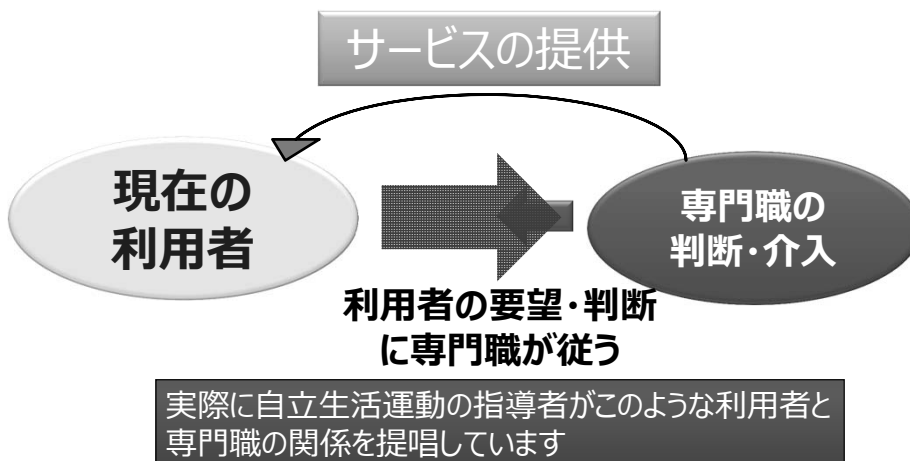 サービスの提供
現在の
利用者
専門職の
判断・介入
利用者の要望・判断
に専門職が従う
実際に自立生活運動の指導者がこのような利用者と
専門職の関係を提唱しています